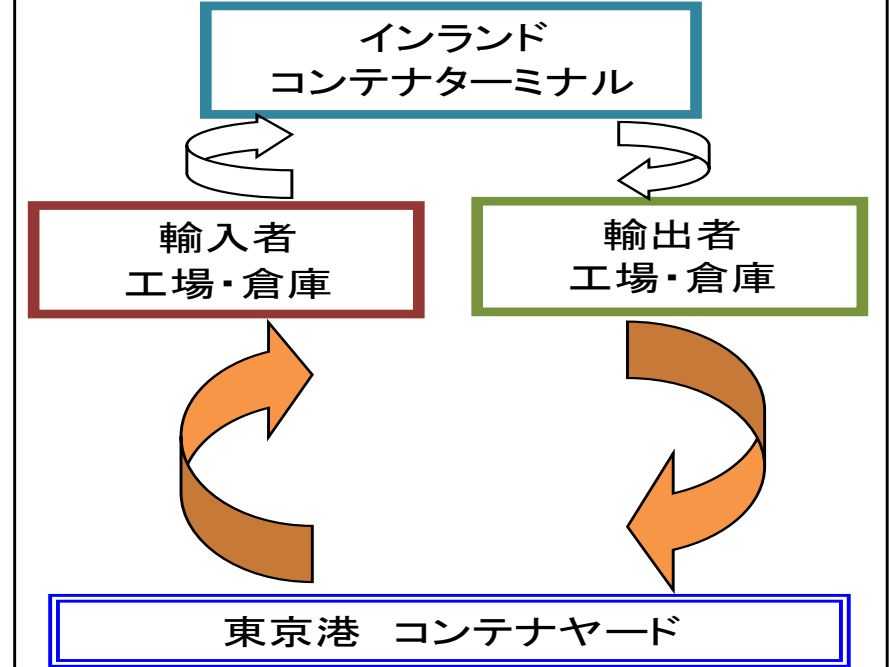 インランド
コンテナターミナル
輸入者
工場・倉庫
輸出者
工場・倉庫
東京港　コンテナヤード